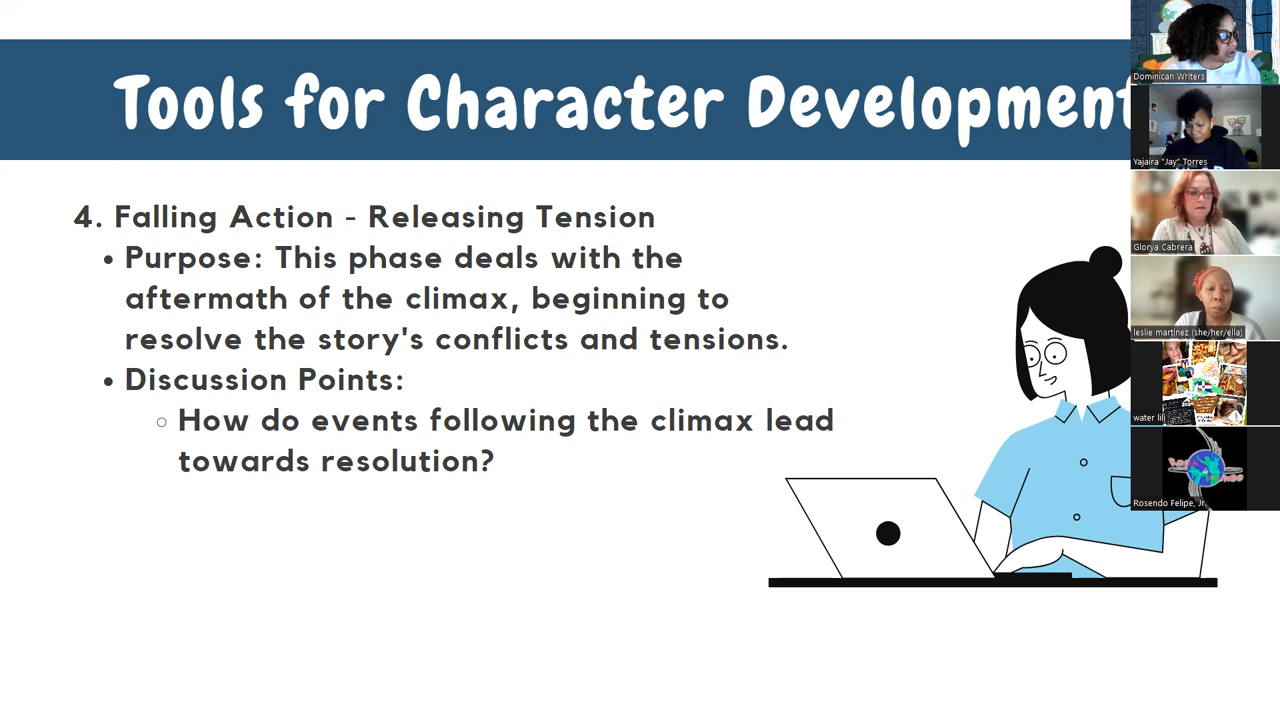 Tools for Character Development
4. Falling Action - Releasing Tension
• Purpose: This phase deals with the
aftermath of the climax, beginning to
resolve the story's conflicts and tensions.
• Discussion Points:
○ How do events following the climax lead
towards resolution?
Dominican Writers
Yajaira "Jay" Torres
Glorya Cabrera
leslie martinez (she/her/ella)
water lili
Rosendo Felipe, Jr.